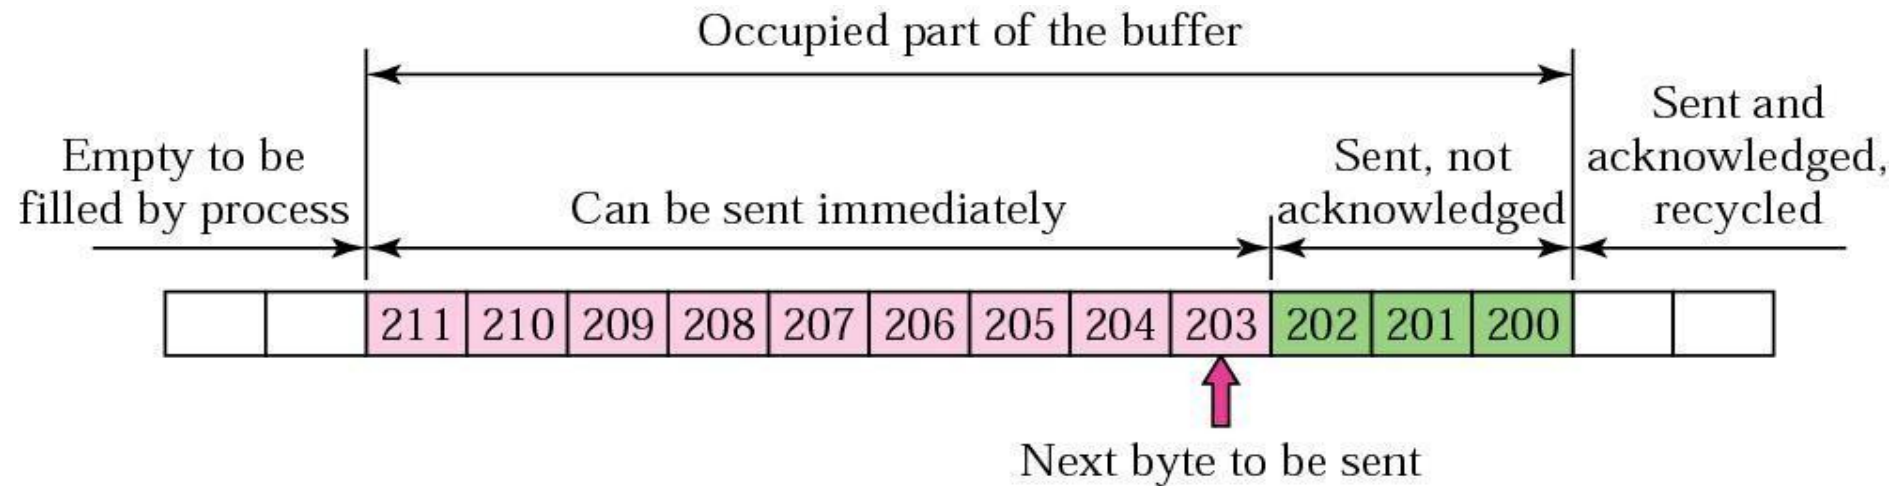 Occupied part of the buffer
Empty to be
filled by process
Can be sent immediately
Sent, not
acknowledged
Sent and
acknowledged,
recycled
211 210 209 208 207 206 205 204 203 202 201 200
Next byte to be sent